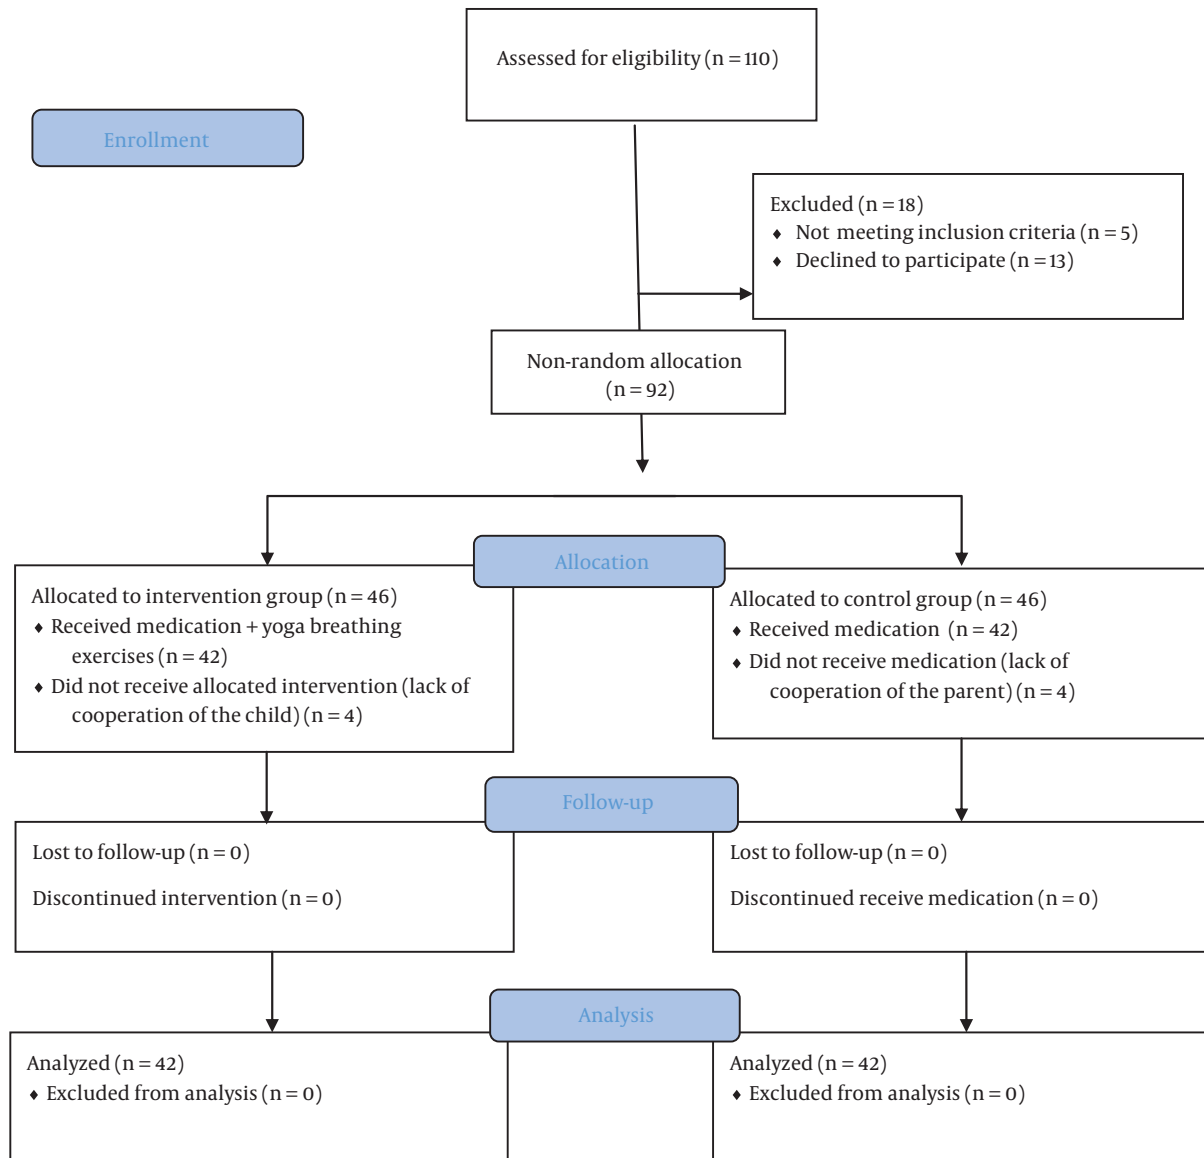 Assessed for eligibility (n = 110)
Enrollment
Excluded (n = 18)
♦ Not meeting inclusion criteria (n = 5)
♦ Declined to participate (n = 13)
Non-random allocation
(n = 92)
Allocation
Allocated to intervention group (n = 46)
♦ Received medication + yoga breathing
exercises (n = 42)
♦ Did not receive allocated intervention (lack of
cooperation of the child) (n = 4)
Allocated to control group (n = 46)
♦ Received medication (n = 42)
♦ Did not receive medication (lack of
cooperation of the parent) (n = 4)
Follow-up
Lost to follow-up (n = 0)
Discontinued intervention (n = 0)
Lost to follow-up (n = 0)
Discontinued receive medication (n = 0)
Analysis
Analyzed (n = 42)
♦ Excluded from analysis (n = 0)
Analyzed (n = 42)
♦ Excluded from analysis (n = 0)